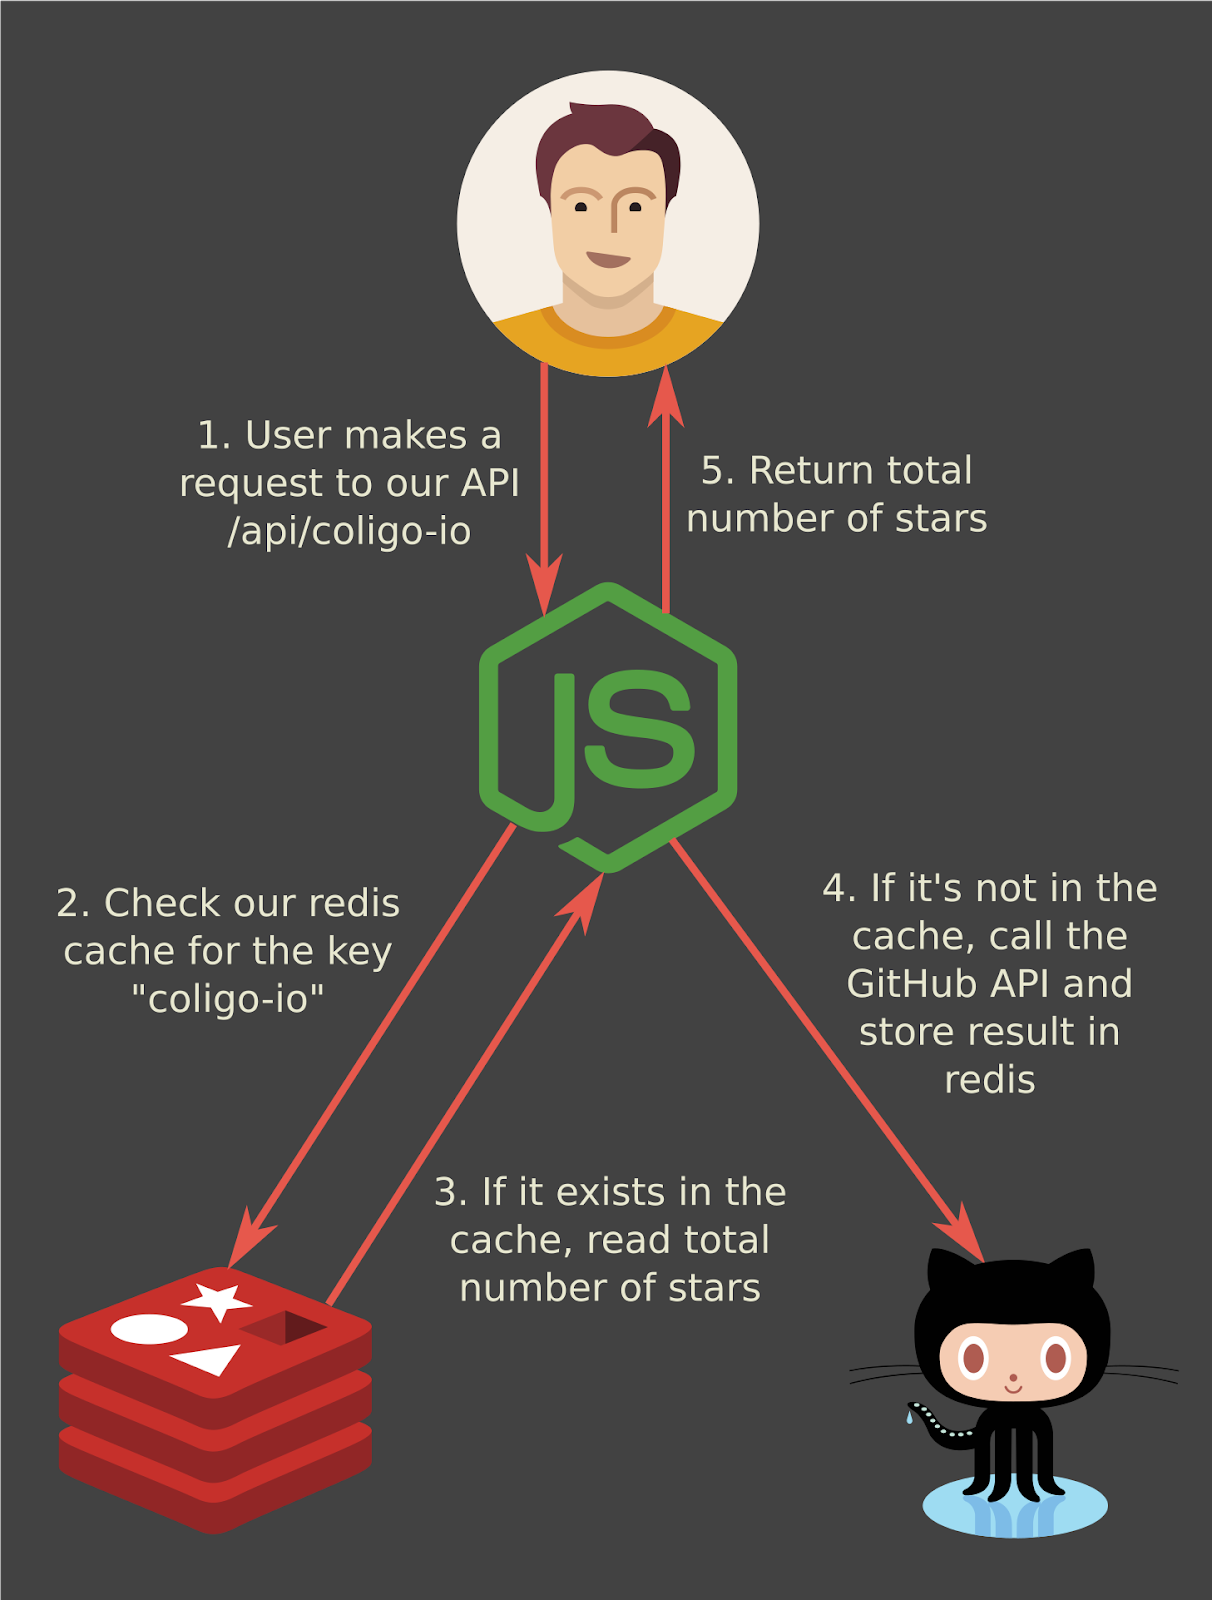 1. User makes a
request to our API
/api/coligo-io
5. Return total
number of stars
JS
2. Check our redis
cache for the key
"coligo-io"
4. If it's not in the
cache, call the
GitHub API and
store result in
redis
3. If it exists in the
cache, read total
number of stars